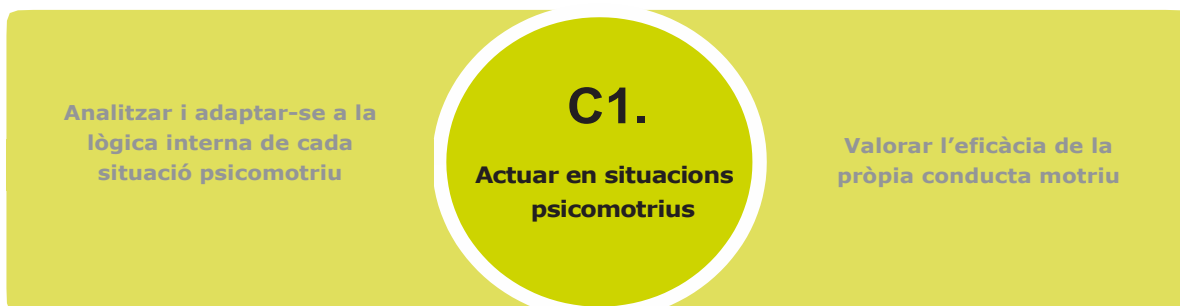 Analitzar i adaptar-se a la
lògica interna de cada
situació psicomotriu
C1.
Actuar en situacions
psicomotrius
Valorar l'eficàcia de la
pròpia conducta motriu